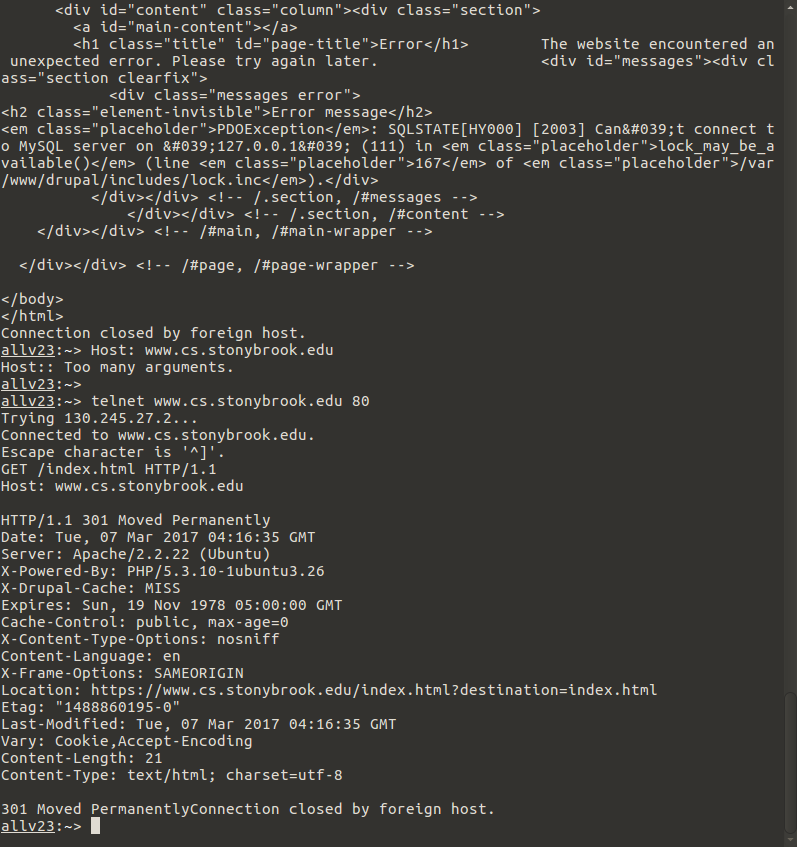 <div id="content" class="column"><div class="section">
<a id="main-content"></a>
<h1 class="title" id="page-title">Error</h1>        The website encountered an
unexpected error. Please try again later.                  <div id="messages"><div cl
ass="section clearfix">
<div class="messages error">
<h2 class="element-invisible">Error message</h2>
<em class="placeholder">PDOException</em>: SQLSTATE[HY000] [2003] Can&#039;t connect t
o MySQL server on &#039;127.0.0.1&#039; (111) in <em class="placeholder">lock_may_be_a
vailable()</em> (line <em class="placeholder">167</em> of <em class="placeholder">/var
/www/drupal/includes/lock.inc</em>).</div>
</div></div> <!-- /.section, /#messages -->
</div></div> <!-- /.section, /#content -->
</div></div> <!-- /#main, /#main-wrapper -->
</div></div> <!-- /#page, /#page-wrapper -->
</body>
</html>
Connection closed by foreign host.
allv23:~> Host: www.cs.stonybrook.edu
Host:: Too many arguments.
allv23:~>
allv23:~> telnet www.cs.stonybrook.edu 80
Trying 130.245.27.2...
Connected to www.cs.stonybrook.edu.
Escape character is '^]'.
GET /index.html HTTP/1.1
Host: www.cs.stonybrook.edu
HTTP/1.1 301 Moved Permanently
Date: Tue, 07 Mar 2017 04:16:35 GMT
Server: Apache/2.2.22 (Ubuntu)
X-Powered-By: PHP/5.3.10-1ubuntu3.26
X-Drupal-Cache: MISS
Expires: Sun, 19 Nov 1978 05:00:00 GMT
Cache-Control: public, max-age=0
X-Content-Type-Options: nosniff
Content-Language: en
X-Frame-Options: SAMEORIGIN
Location: https://www.cs.stonybrook.edu/index.html?destination=index.html
Etag: "1488860195-0"
Last-Modified: Tue, 07 Mar 2017 04:16:35 GMT
Vary: Cookie,Accept-Encoding
Content-Length: 21
Content-Type: text/html; charset=utf-8
301 Moved PermanentlyConnection closed by foreign host.
allv23:~>